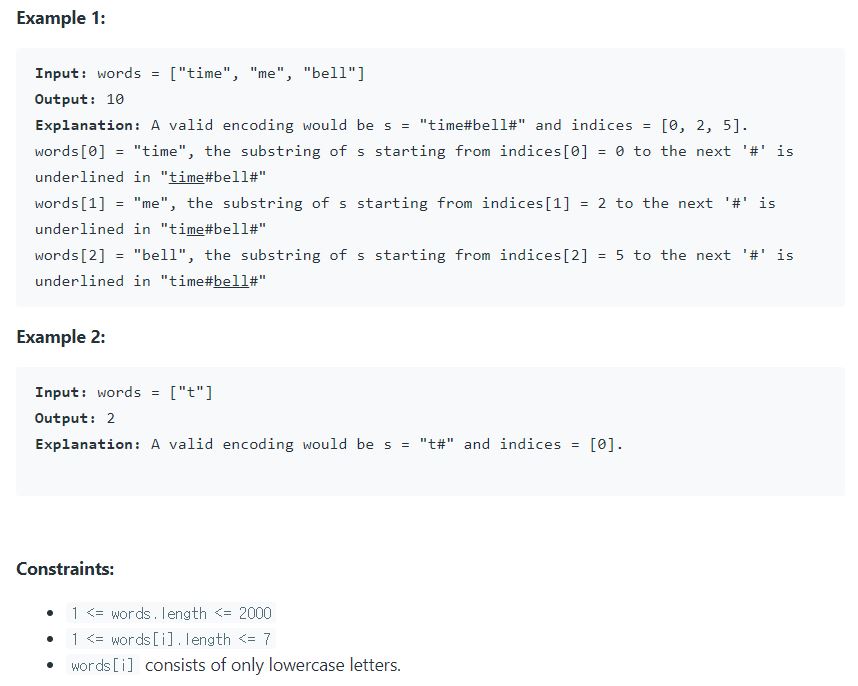 Example 1:
Input: words = ["time", "me", "bell"]
Output: 10
Explanation: A valid encoding would be s = "time#bell#" and indices = [0, 2, 5].
words[0] = "time", the substring of s starting from indices[0] = 0 to the next '#' is
underlined in "time#bell#"
words[1] = "me", the substring of s starting from indices[1] = 2 to the next '#' is
underlined in "time#bell#"
words[2] = "bell", the substring of s starting from indices[2] = 5 to the next '#' is
underlined in "time#bell#"
Example 2:
Input: words = ["t"]
Output: 2
Explanation: A valid encoding would be s = "t#" and indices = [0].
Constraints:
• 1 <= words.length <= 2000
• 1 <= words[i].length <= 7
• words[i] consists of only lowercase letters.